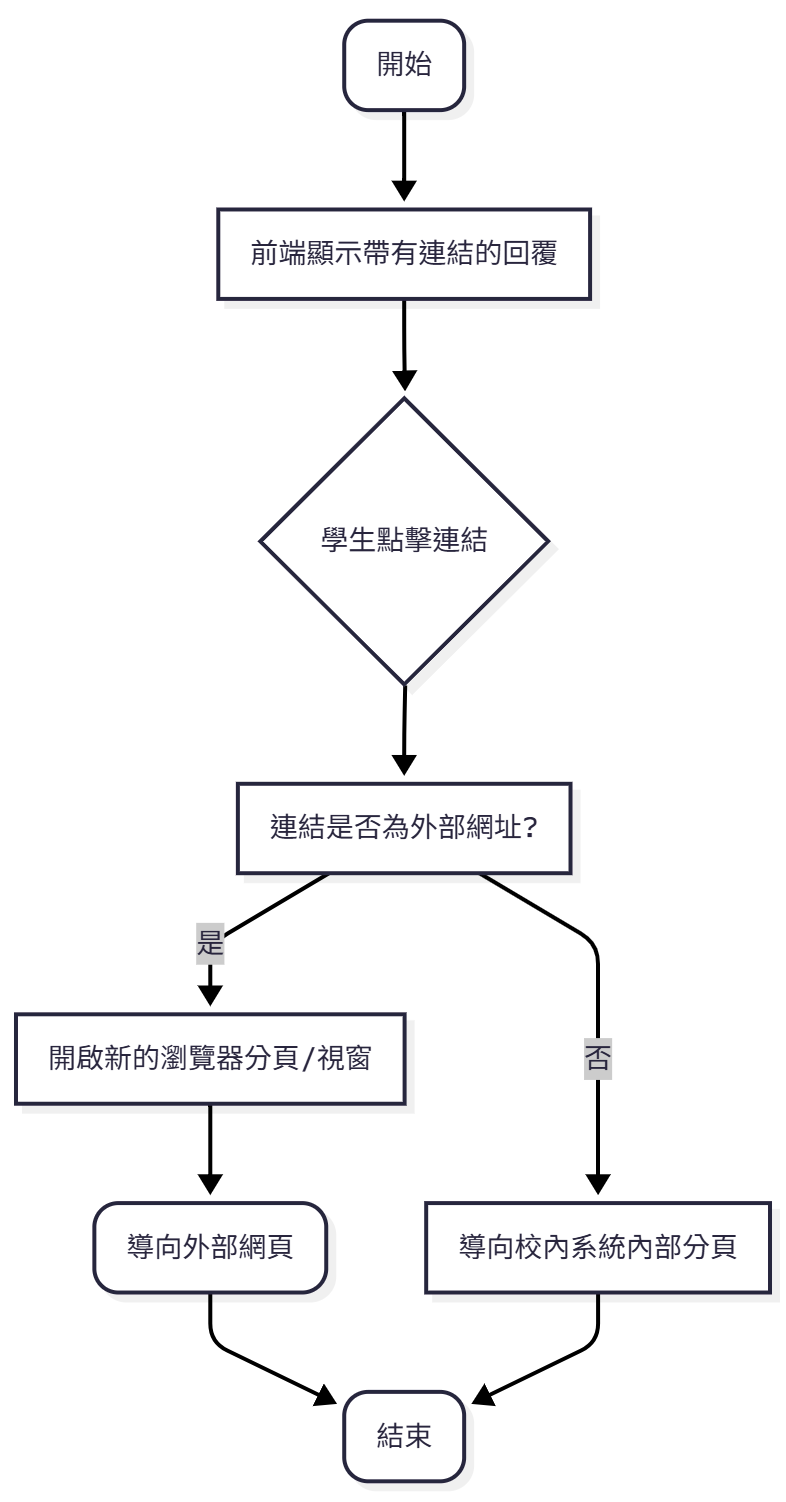 開始
前端顯示帶有連結的回覆
學生點擊連結
連結是否為外部網址?
是
開啟新的瀏覽器分頁/視窗
否
導向外部網頁
導向校內系統內部分頁
結束